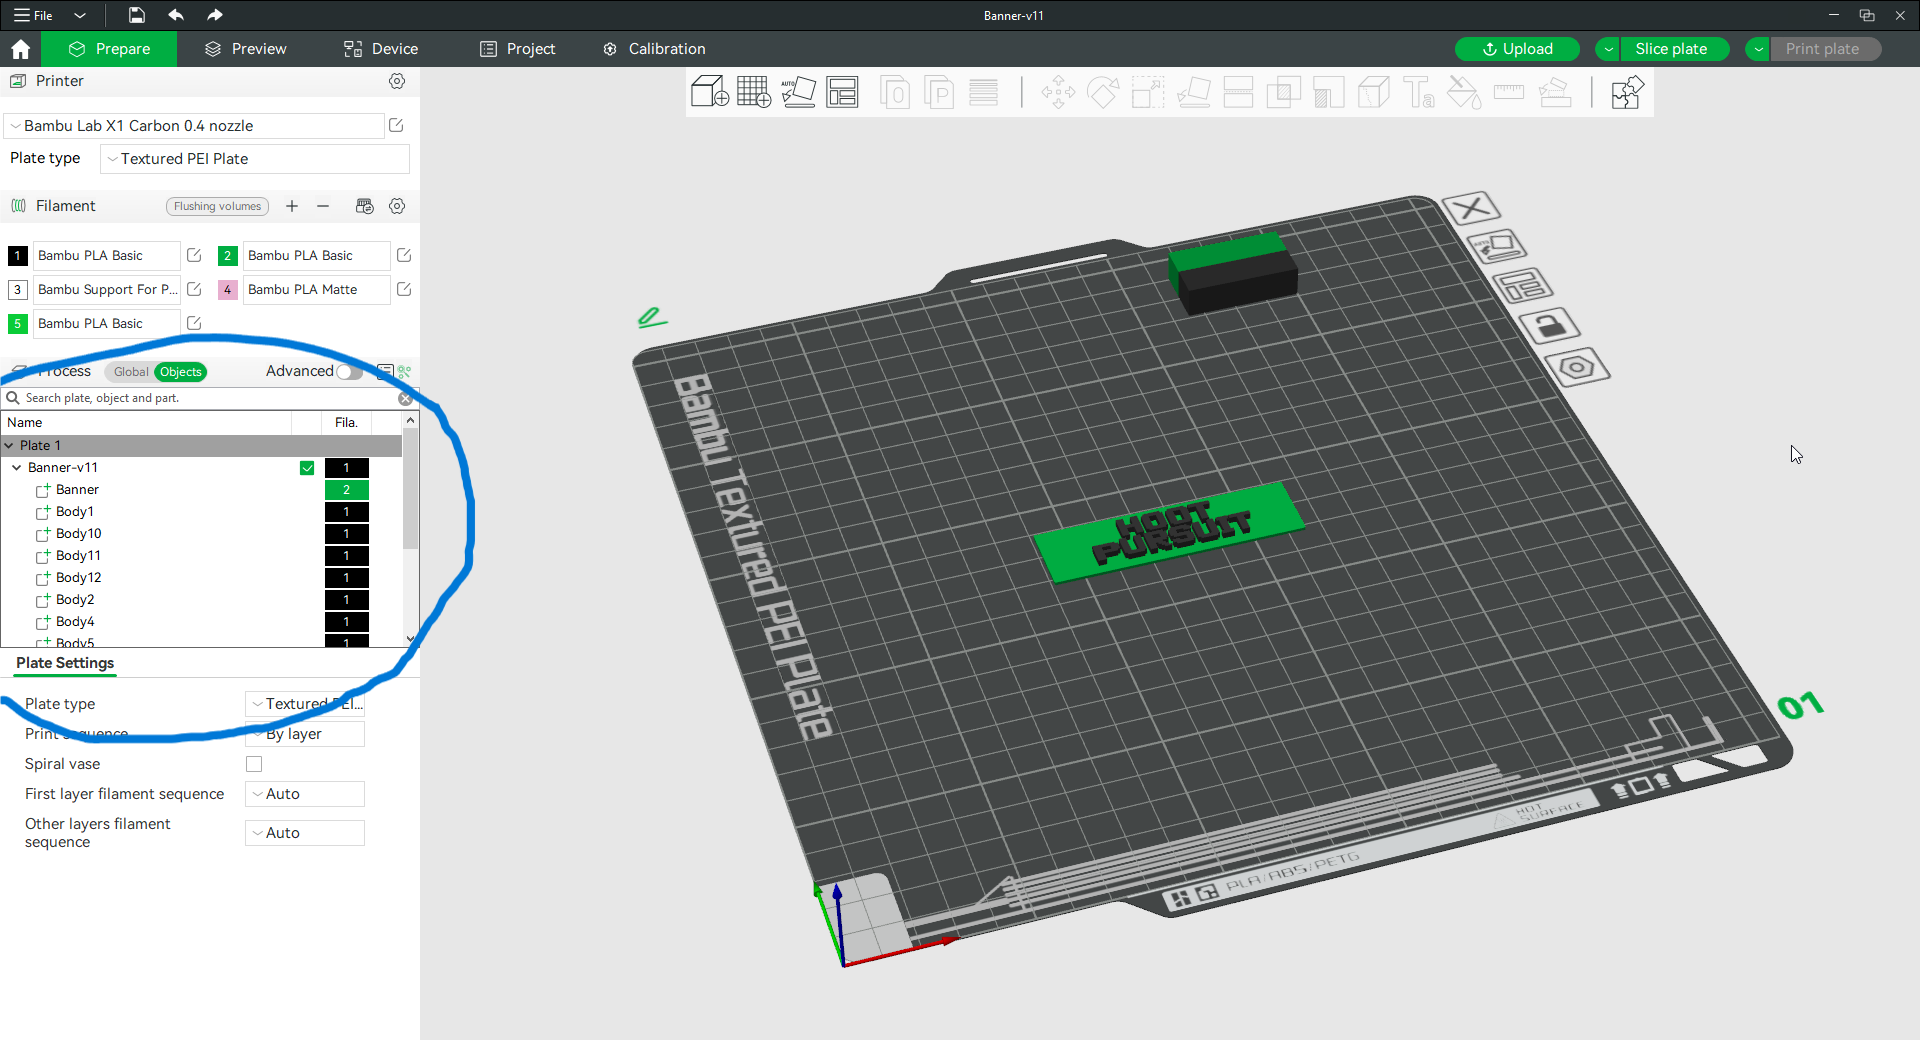 File
Banner-v11
Prepare
Preview
Device
Project
Calibration
Upload
Slice plate
Print plate
Printer
Bambu Lab X1 Carbon 0.4 nozzle
Plate type
Textured PEI Plate
Filament
Flushing volumes
1 Bambu PLA Basic
2 Bambu PLA Basic
3 Bambu Support For P...
4 Bambu PLA Matte
5 Bambu PLA Basic
Process
Global Objects
Advanced
Search plate, object and part.
Name Fila.
Plate 1
Banner-v11 1
Banner 2
Body1 1
Body10 1
Body11 1
Body12 1
Body2 1
Body4 1
Body5 1
Plate Settings
Plate type Textured PEI...
Print sequence By layer
Spiral vase
First layer filament sequence Auto
Other layers filament
sequence
Auto
AUTO
O
P
Ta
AUTO
Bambu Textured PEI Plate
HOOT
PURSUIT
01
HOT
SURFACE
PLA/ABS/PETG